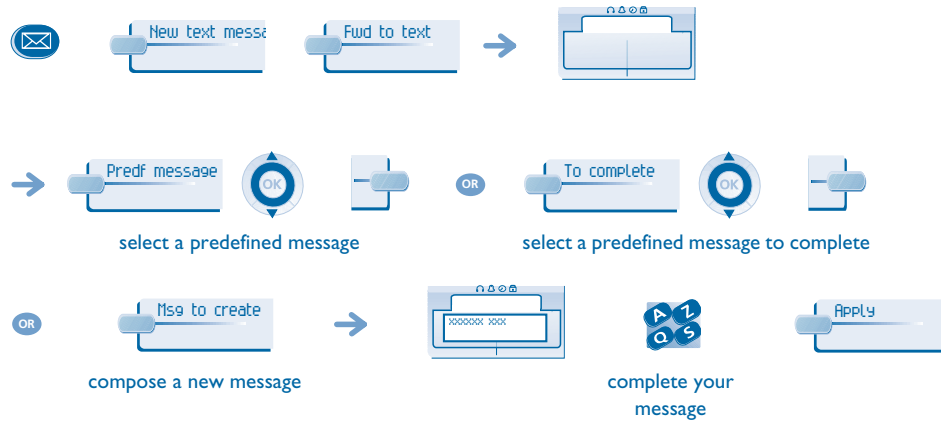 New text messa
Fwd to text
Predf message
OK
OR
To complete
OK
select a predefined message
select a predefined message to complete
OR
Msg to create
xxxxxx xxx
A Z
Q S
Apply
compose a new message
complete your
message